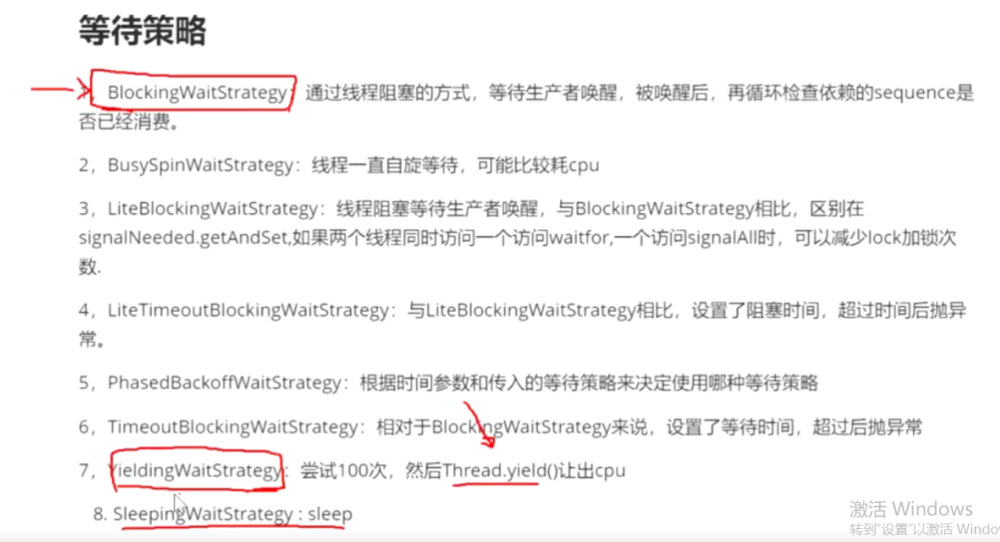 等待策略
1，BlockingWaitStrategy：通过线程阻塞的方式，等待生产者唤醒，被唤醒后，再循环检查依赖的sequence是
否已经消费。
2，BusySpinWaitStrategy：线程一直自旋等待，可能比较耗cpu
3，LiteBlockingWaitStrategy：线程阻塞等待生产者唤醒，与BlockingWaitStrategy相比，区别在
signalNeeded.getAndSet,如果两个线程同时访问一个访问waitfor,一个访问signalAll时，可以减少lock加锁次
数.
4，LiteTimeoutBlockingWaitStrategy：与LiteBlockingWaitStrategy相比，设置了阻塞时间，超过时间后抛异
常。
5，PhasedBackoffWaitStrategy：根据时间参数和传入的等待策略来决定使用哪种等待策略
6，TimeoutBlockingWaitStrategy：相对于BlockingWaitStrategy来说，设置了等待时间，超过后抛异常
7，YieldingWaitStrategy：尝试100次，然后Thread.yield()让出cpu
8. SleepingWaitStrategy : sleep
激活 Windows
转到"设置"以激活 Windo